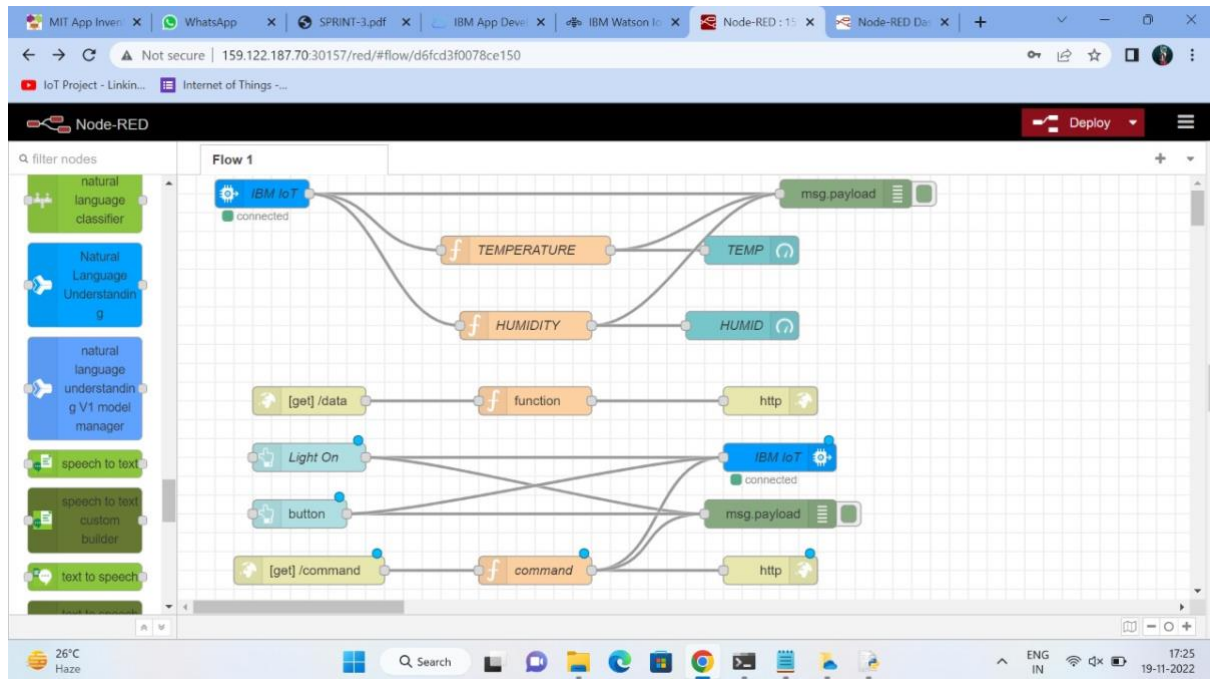 MIT App Inven
WhatsApp
SPRINT-3.pdf
IBM App Devel
IBM Watson Io
Node-RED : 15
Node-RED Das
Not secure
159.122.187.70:30157/red/#flow/d6fcd3f0078ce150
IoT Project - Linkin...
Internet of Things -...
Node-RED
Deploy
filter nodes
Flow 1
natural
language
classifier
Natural
Language
Understandin
g
natural
language
understandin
g V1 model
manager
speech to text
speech to text
custom
builder
text to speech
IBM IoT
connected
msg.payload
TEMPERATURE
TEMP
HUMIDITY
HUMID
[get] /data
function
http
Light On
IBM IoT
connected
button
msg.payload
[get] /command
command
http
26°C
Haze
Search
ENG
IN
17:25
19-11-2022